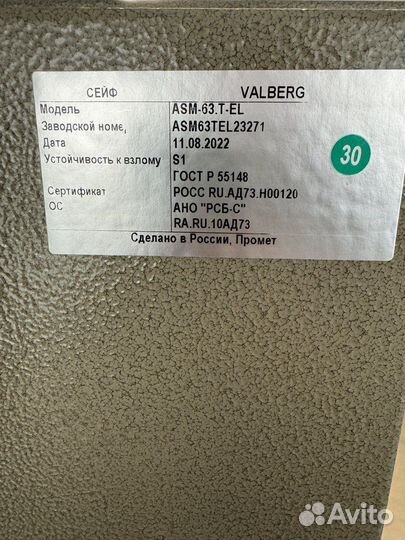 СЕЙФ VALBERG
Модель ASM-63.T-EL
Заводской номе, ASM63TEL23271
Дата 11.08.2022
Устойчивость к взлому S1
ГОСТ Р 55148
Сертификат РОСС RU.АД73.Н00120
ОС АНО "РСБ-С"
RA.RU.10АД73
Сделано в России, Промет
30
Avito